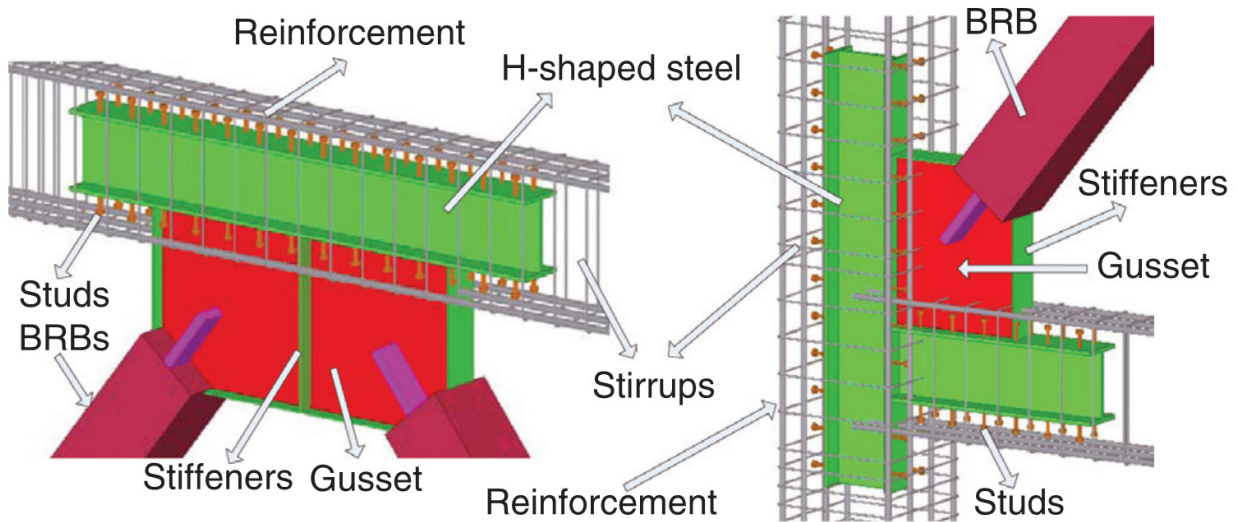 Reinforcement
H-shaped steel
BRB
Stiffeners
Gusset
Studs
BRBs
Stirrups
Stiffeners
Gusset
Reinforcement
Studs